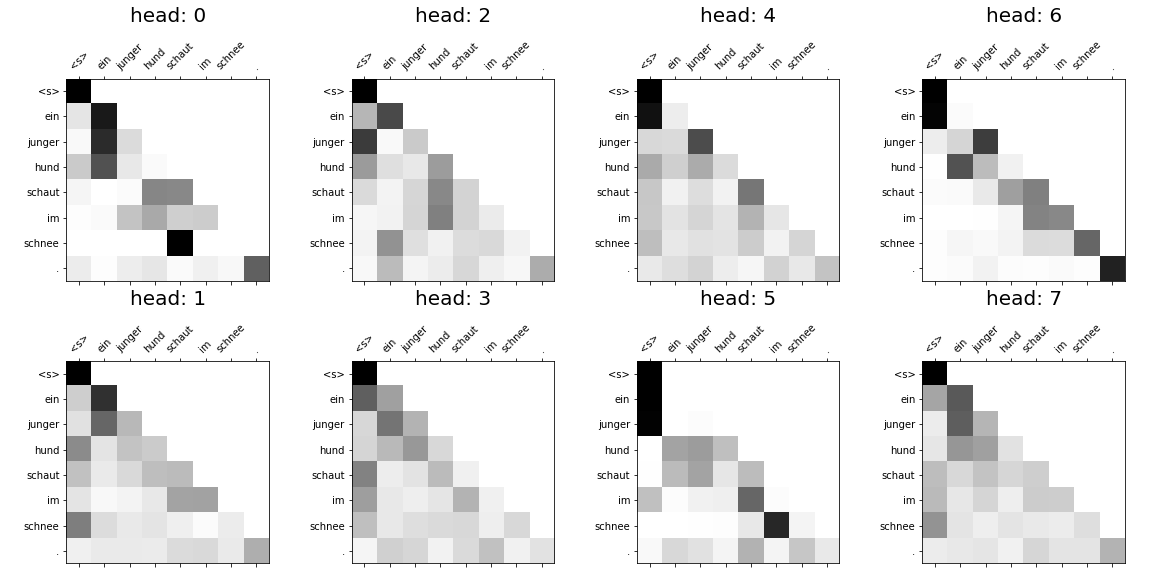 head: 0
<s> ein junger hund schaut im schnee .
<s>
ein
junger
hund
schaut
im
schnee
.
head: 2
<s> ein junger hund schaut im schnee .
<s>
ein
junger
hund
schaut
im
schnee
.
head: 4
<s> ein junger hund schaut im schnee .
<s>
ein
junger
hund
schaut
im
schnee
.
head: 6
<s> ein junger hund schaut im schnee .
<s>
ein
junger
hund
schaut
im
schnee
.
head: 1
<s> ein junger hund schaut im schnee .
<s>
ein
junger
hund
schaut
im
schnee
.
head: 3
<s> ein junger hund schaut im schnee .
<s>
ein
junger
hund
schaut
im
schnee
.
head: 5
<s> ein junger hund schaut im schnee .
<s>
ein
junger
hund
schaut
im
schnee
.
head: 7
<s> ein junger hund schaut im schnee .
<s>
ein
junger
hund
schaut
im
schnee
.